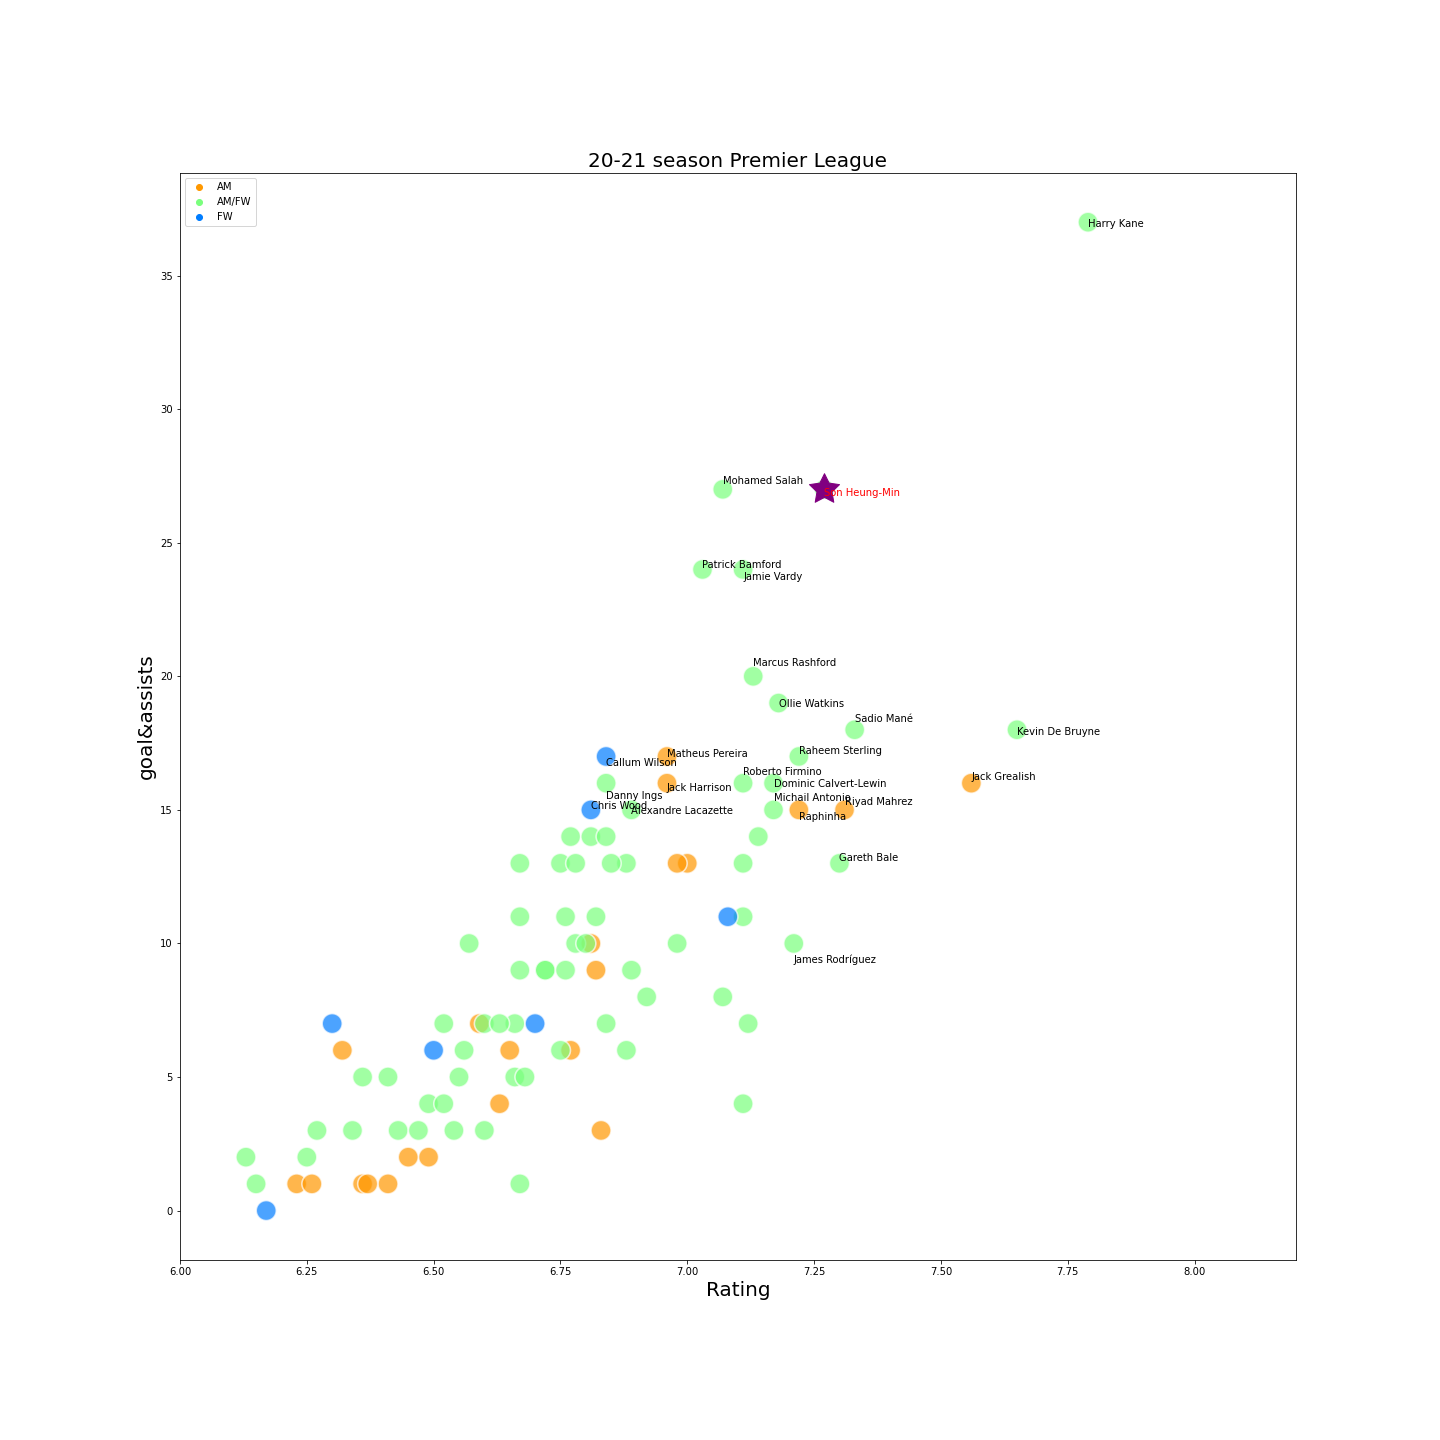 20-21 season Premier League
AM
AM/FW
FW
Harry Kane
Mohamed Salah
Son Heung-Min
Patrick Bamford
Jamie Vardy
Marcus Rashford
Ollie Watkins
Sadio Mané
Kevin De Bruyne
Matheus Pereira
Raheem Sterling
Callum Wilson
Roberto Firmino
Jack Grealish
Jack Harrison
Dominic Calvert-Lewin
Danny Ings
Michail Antonio
Riyad Mahrez
Chris Wood
Alexandre Lacazette
Raphinha
Gareth Bale
James Rodríguez
35
30
25
20
15
10
5
0
goal&assists
6.00 6.25 6.50 6.75 7.00 7.25 7.50 7.75 8.00
Rating